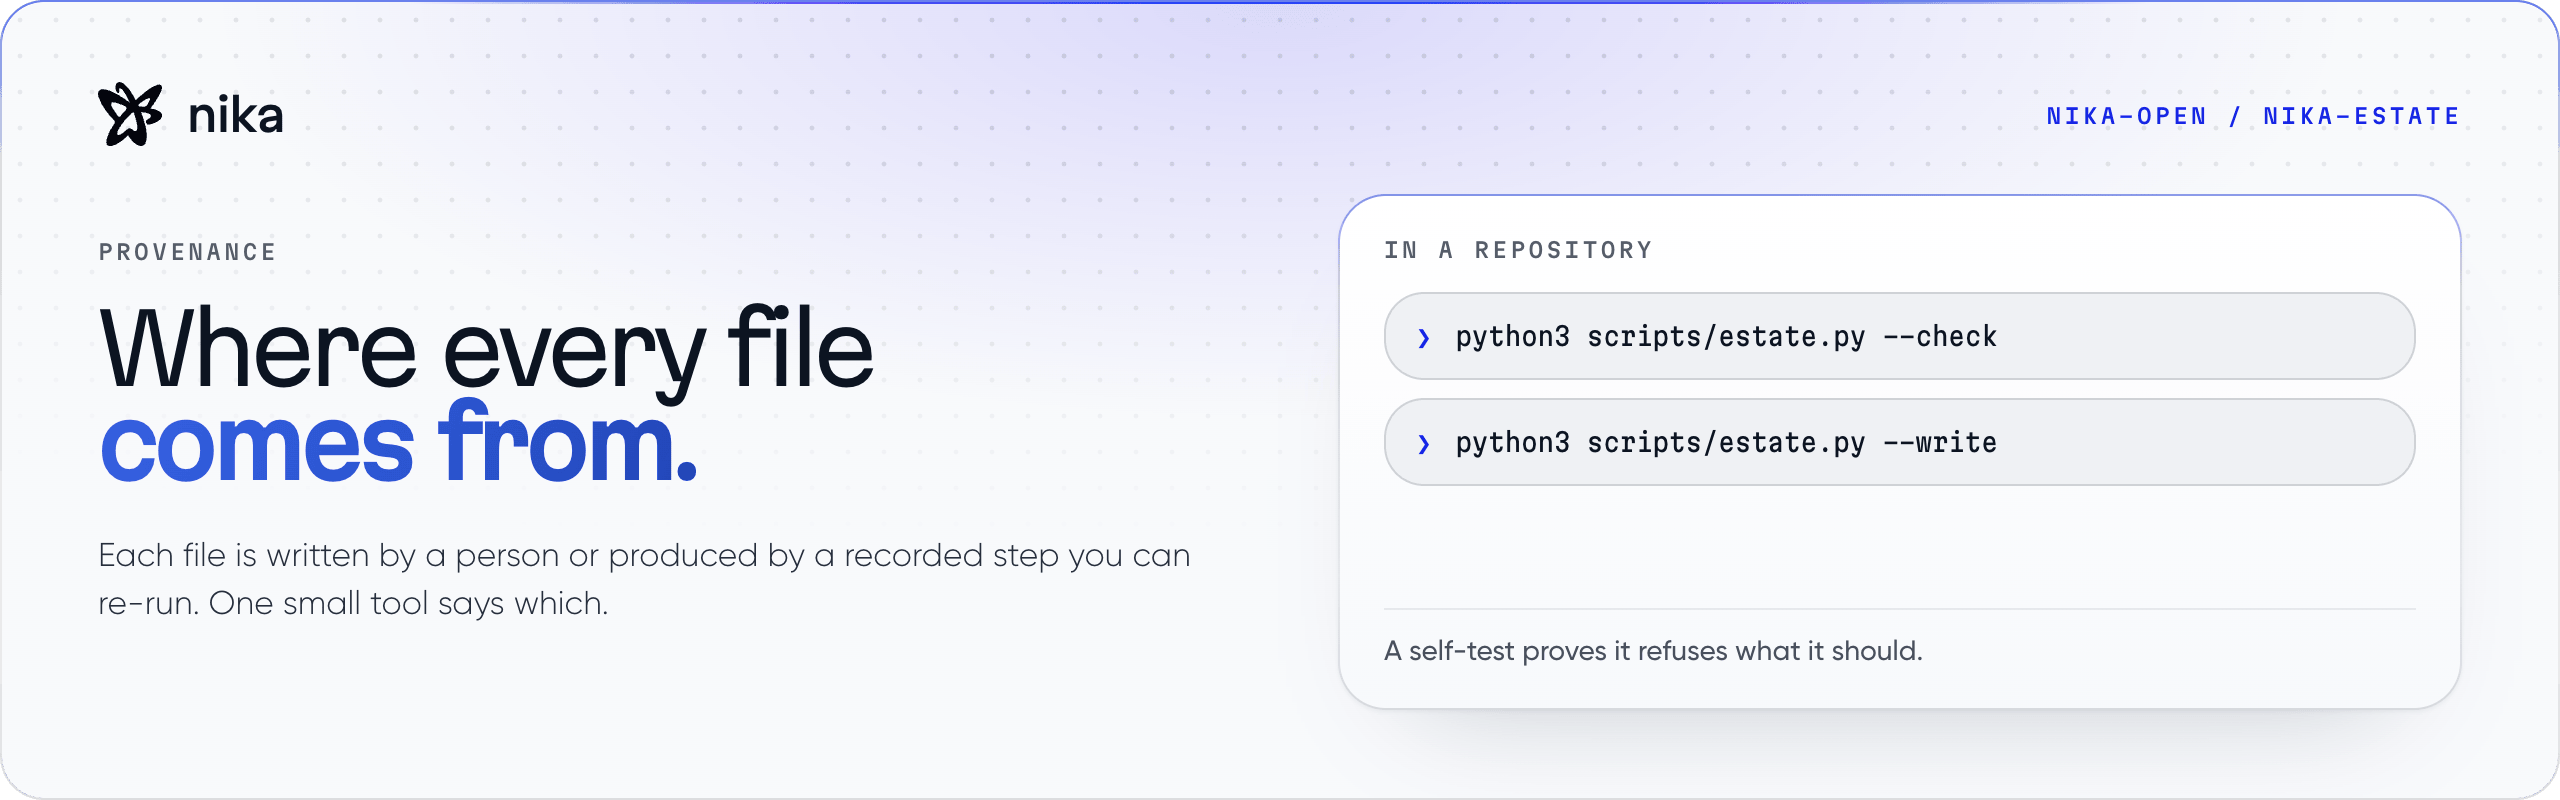 nika
NIKA-OPEN / NIKA-ESTATE
PROVENANCE
Where every file
comes from.
Each file is written by a person or produced by a recorded step you can
re-run. One small tool says which.
IN A REPOSITORY
❯ python3 scripts/estate.py --check
❯ python3 scripts/estate.py --write
A self-test proves it refuses what it should.